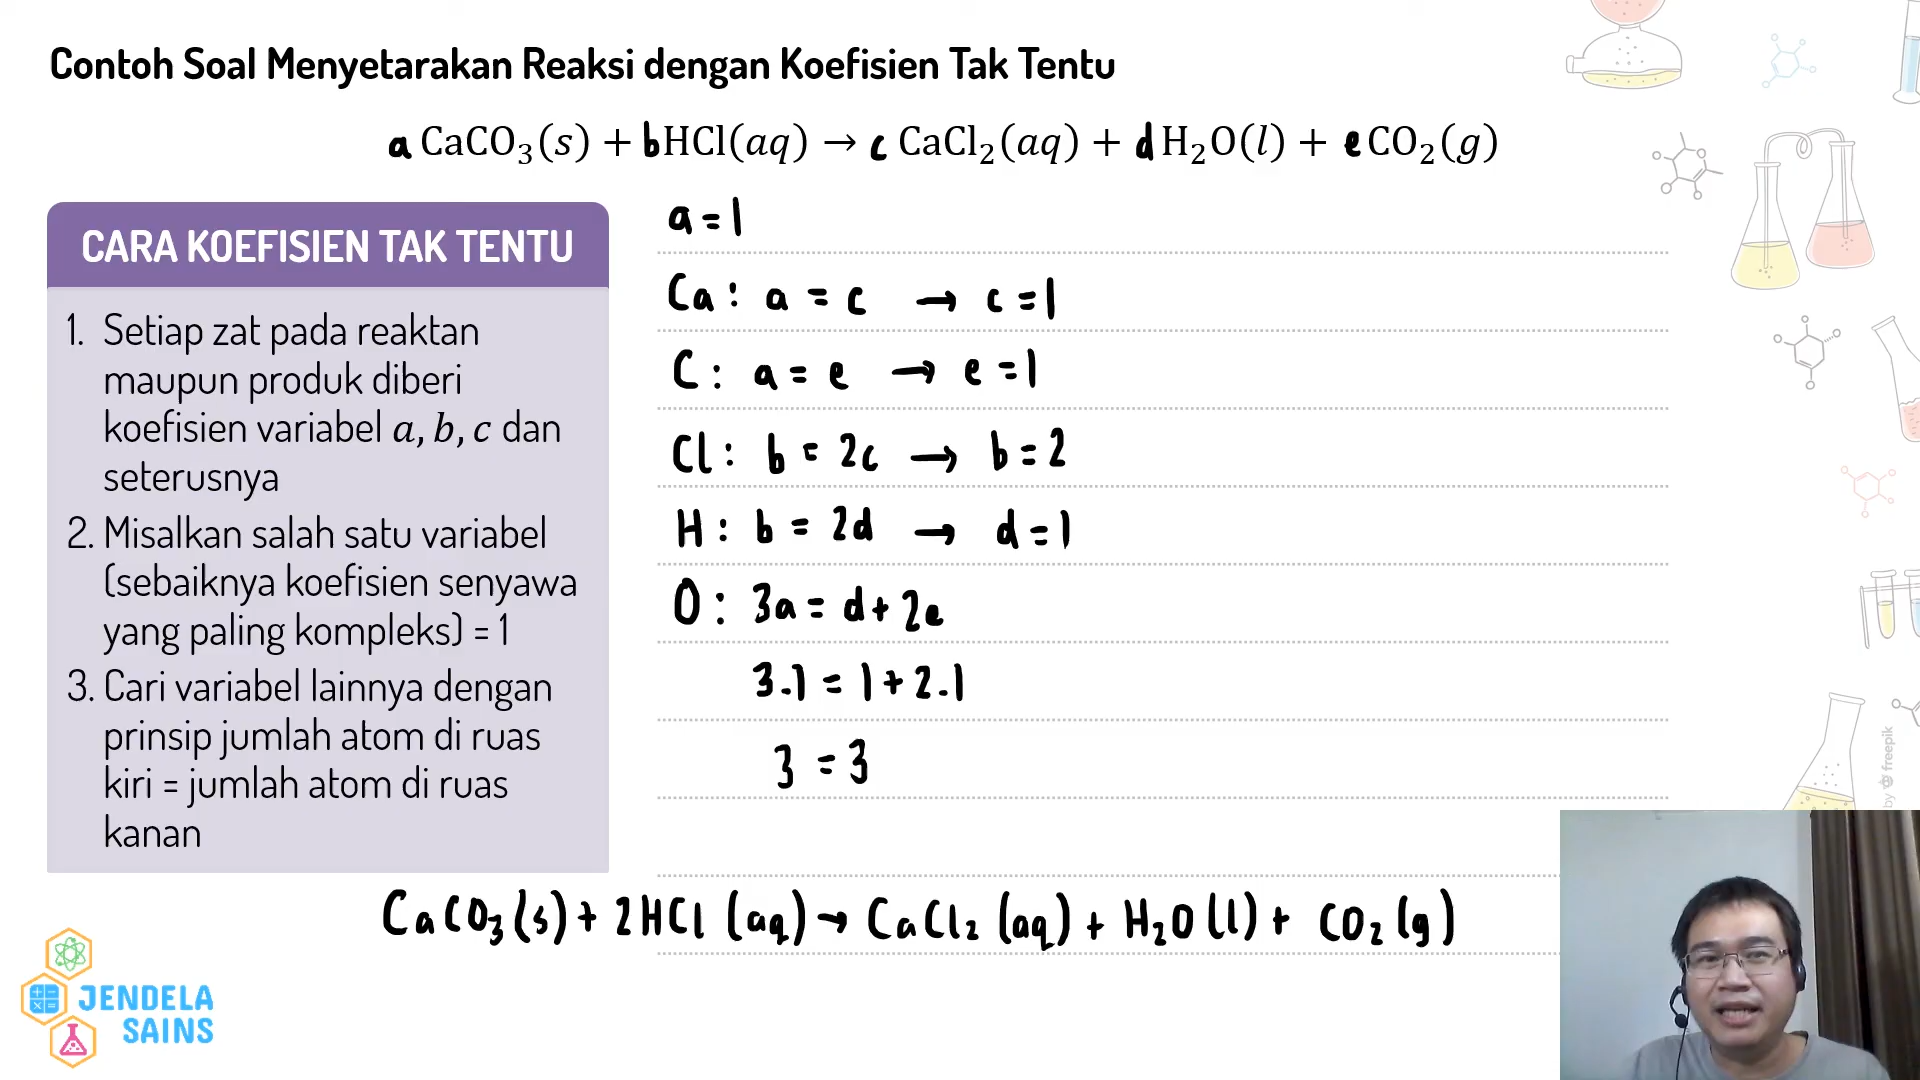 Contoh Soal Menyetarakan Reaksi dengan Koefisien Tak Tentu
a CaCO₃(s) + bHCl(aq) → c CaCl₂(aq) + dH₂O(l) + eCO₂(g)
CARA KOEFISIEN TAK TENTU
1. Setiap zat pada reaktan
maupun produk diberi
koefisien variabel a, b, c dan
seterusnya
2. Misalkan salah satu variabel
(sebaiknya koefisien senyawa
yang paling kompleks) = 1
3. Cari variabel lainnya dengan
prinsip jumlah atom di ruas
kiri = jumlah atom di ruas
kanan
a = 1
Ca : a = c → c = 1
C : a = e → e = 1
Cl : b = 2c → b = 2
H : b = 2d → d = 1
O : 3a = d + 2e
3.1 = 1 + 2.1
3 = 3
CaCO₃(s) + 2HCl (aq) → CaCl₂ (aq) + H₂O (l) + CO₂ (g)
JENDELA
SAINS
by freepik